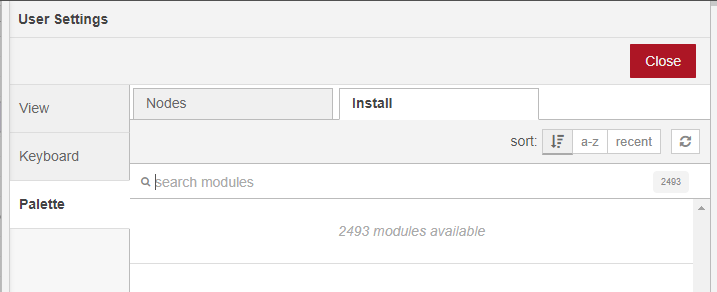 User Settings
Close
View
Nodes
Install
sort: a-z recent
Keyboard
search modules 2493
Palette
2493 modules available